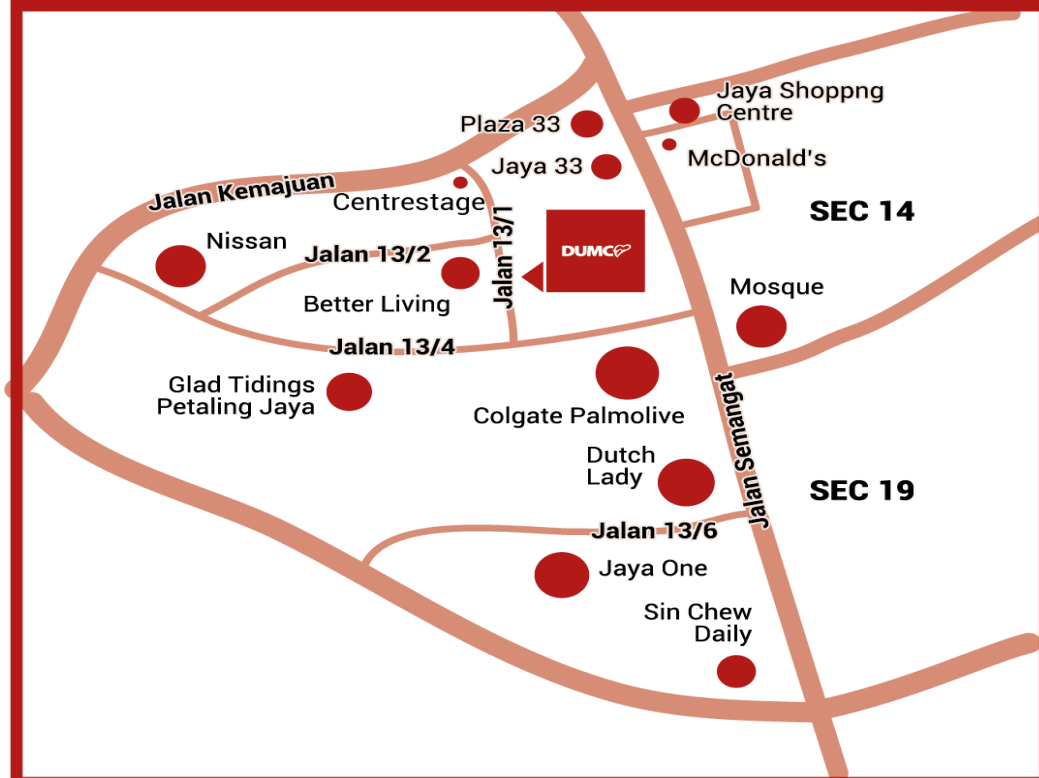 Jaya Shoppng
Centre
Plaza 33
McDonald's
Jaya 33
Jalan Kemajuan
Centrestage
SEC 14
Nissan
Jalan 13/1
Jalan 13/2
DUMC
Better Living
Mosque
Jalan 13/4
Glad Tidings
Petaling Jaya
Colgate Palmolive
Jalan Semangat
Dutch
Lady
SEC 19
Jalan 13/6
Jaya One
Sin Chew
Daily